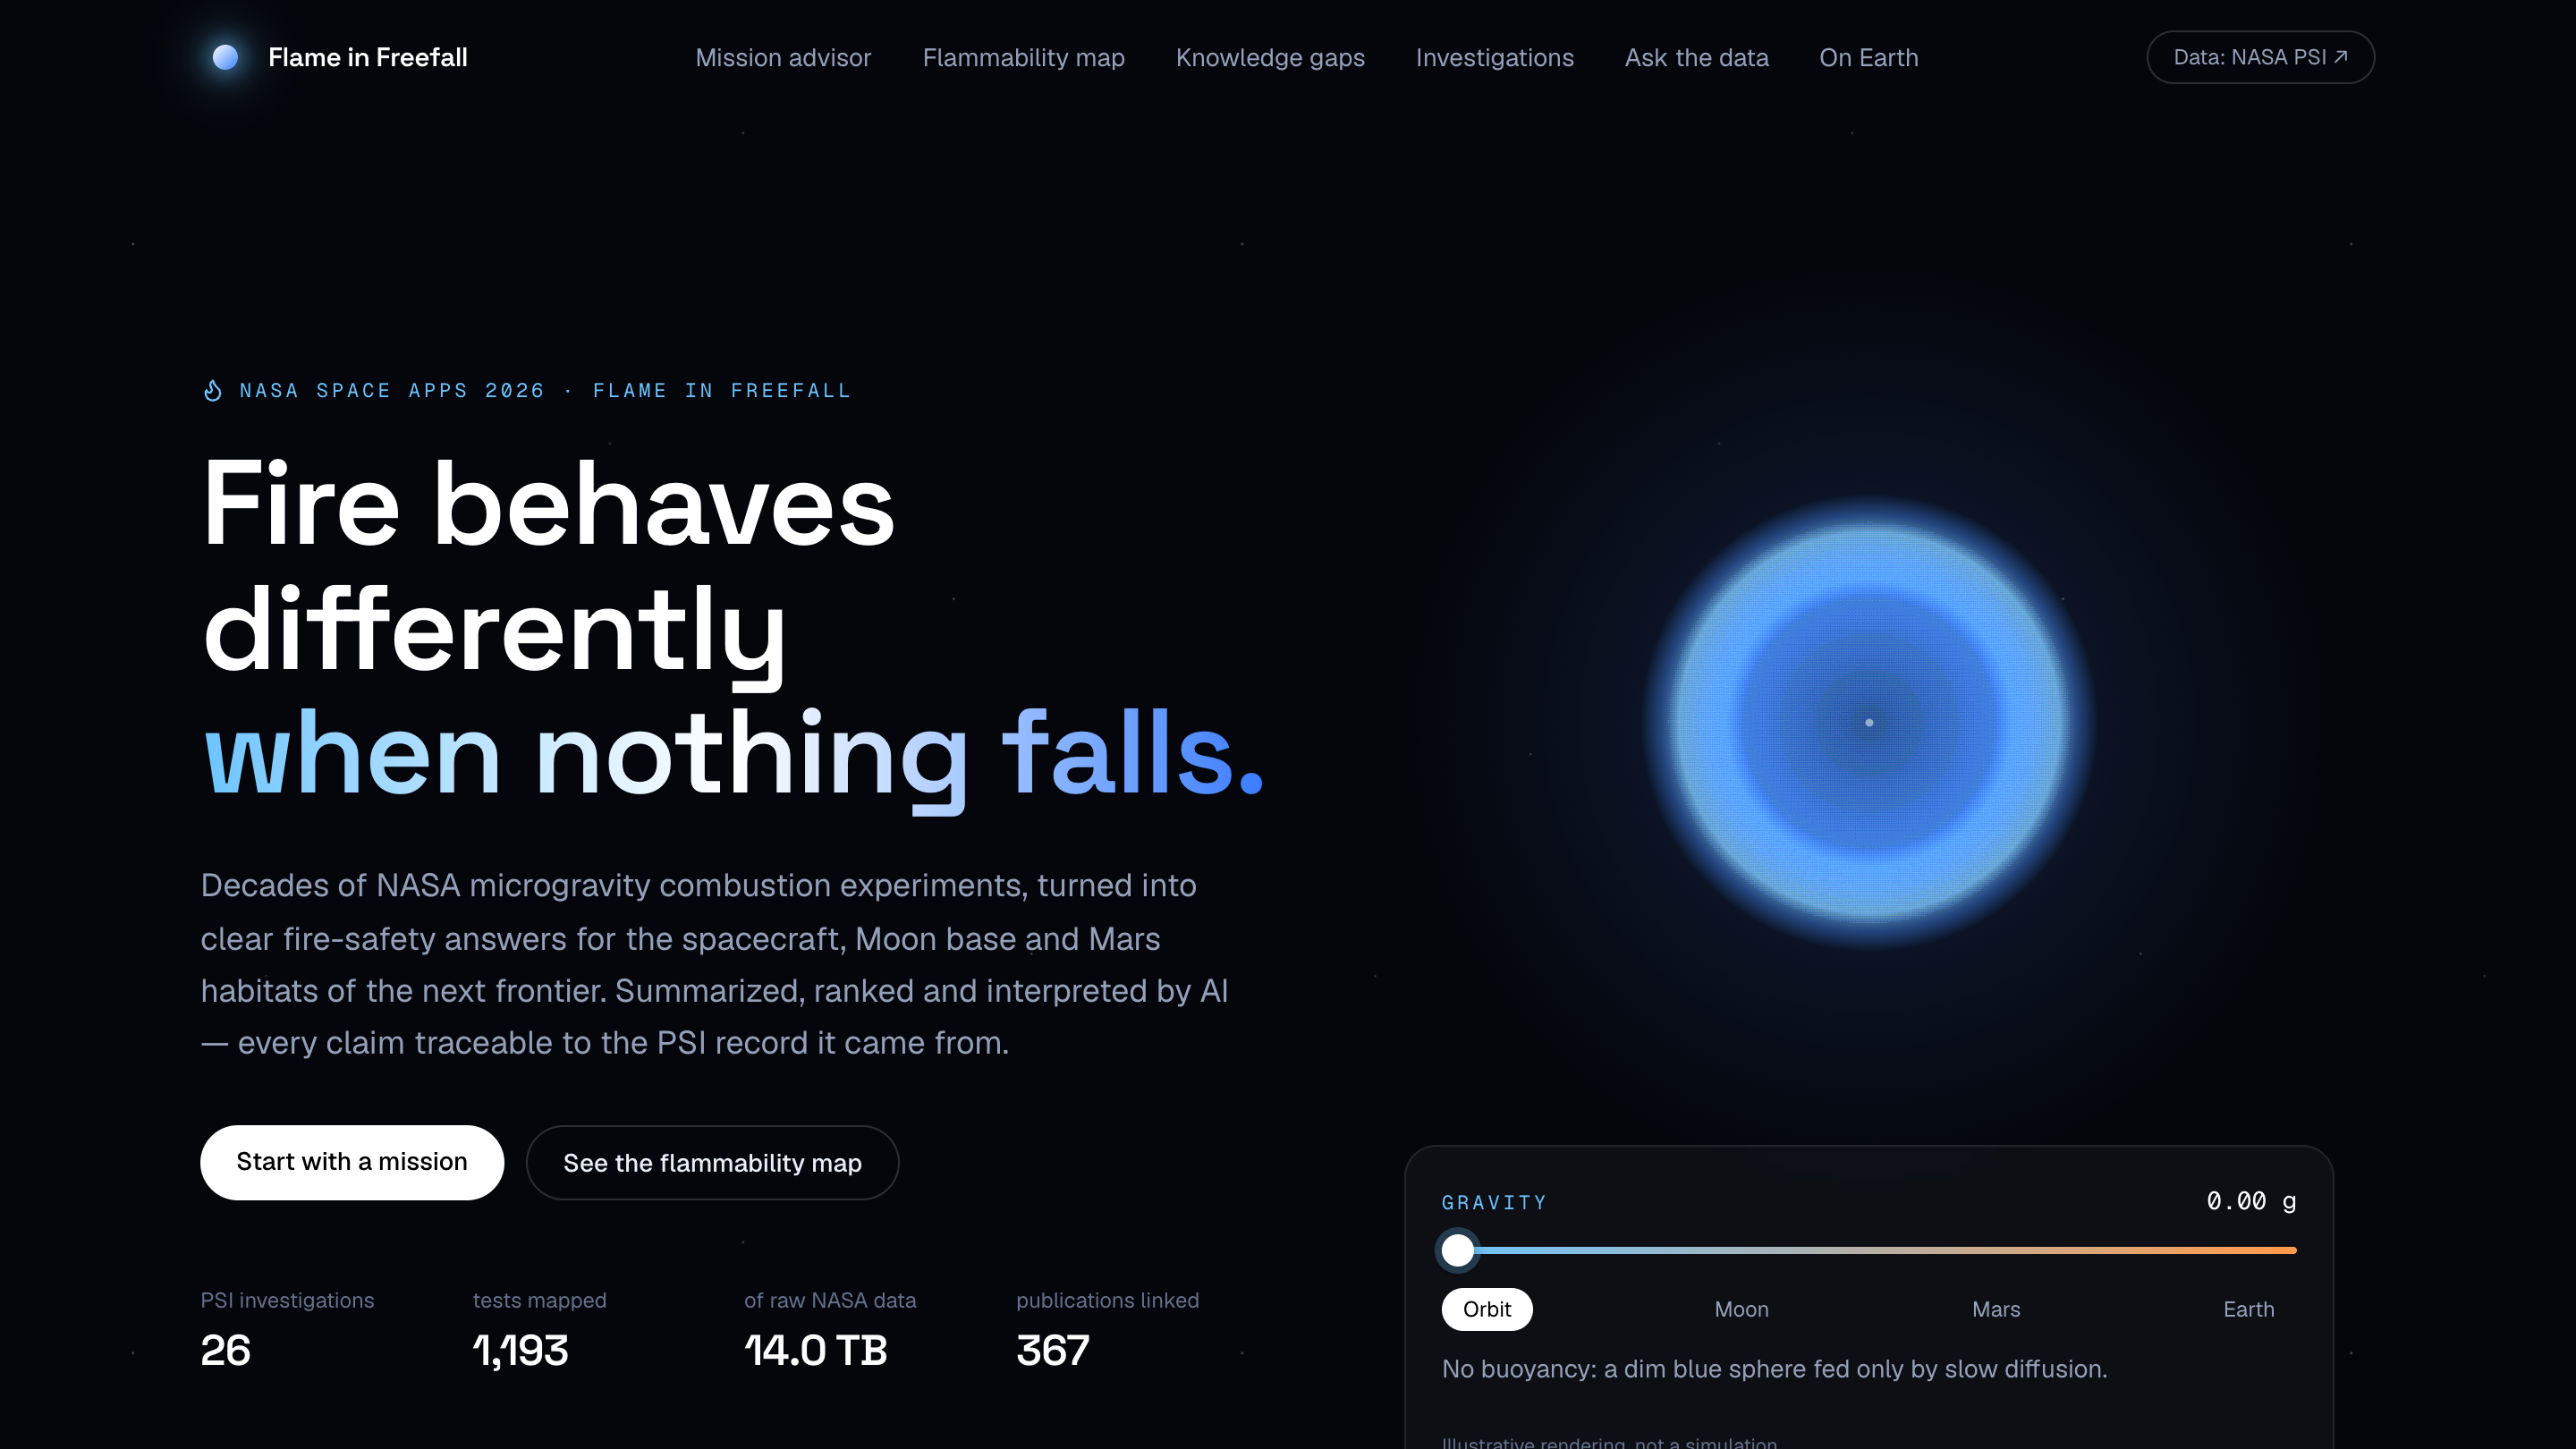 Flame in Freefall
Mission advisor
Flammability map
Knowledge gaps
Investigations
Ask the data
On Earth
Data: NASA PSI ↗
NASA SPACE APPS 2026 · FLAME IN FREEFALL
Fire behaves
differently
when nothing falls.
Decades of NASA microgravity combustion experiments, turned into
clear fire-safety answers for the spacecraft, Moon base and Mars
habitats of the next frontier. Summarized, ranked and interpreted by AI
— every claim traceable to the PSI record it came from.
Start with a mission
See the flammability map
PSI investigations
26
tests mapped
1,193
of raw NASA data
14.0 TB
publications linked
367
GRAVITY
0.00 g
Orbit
Moon
Mars
Earth
No buoyancy: a dim blue sphere fed only by slow diffusion.
Illustrative rendering, not a simulation